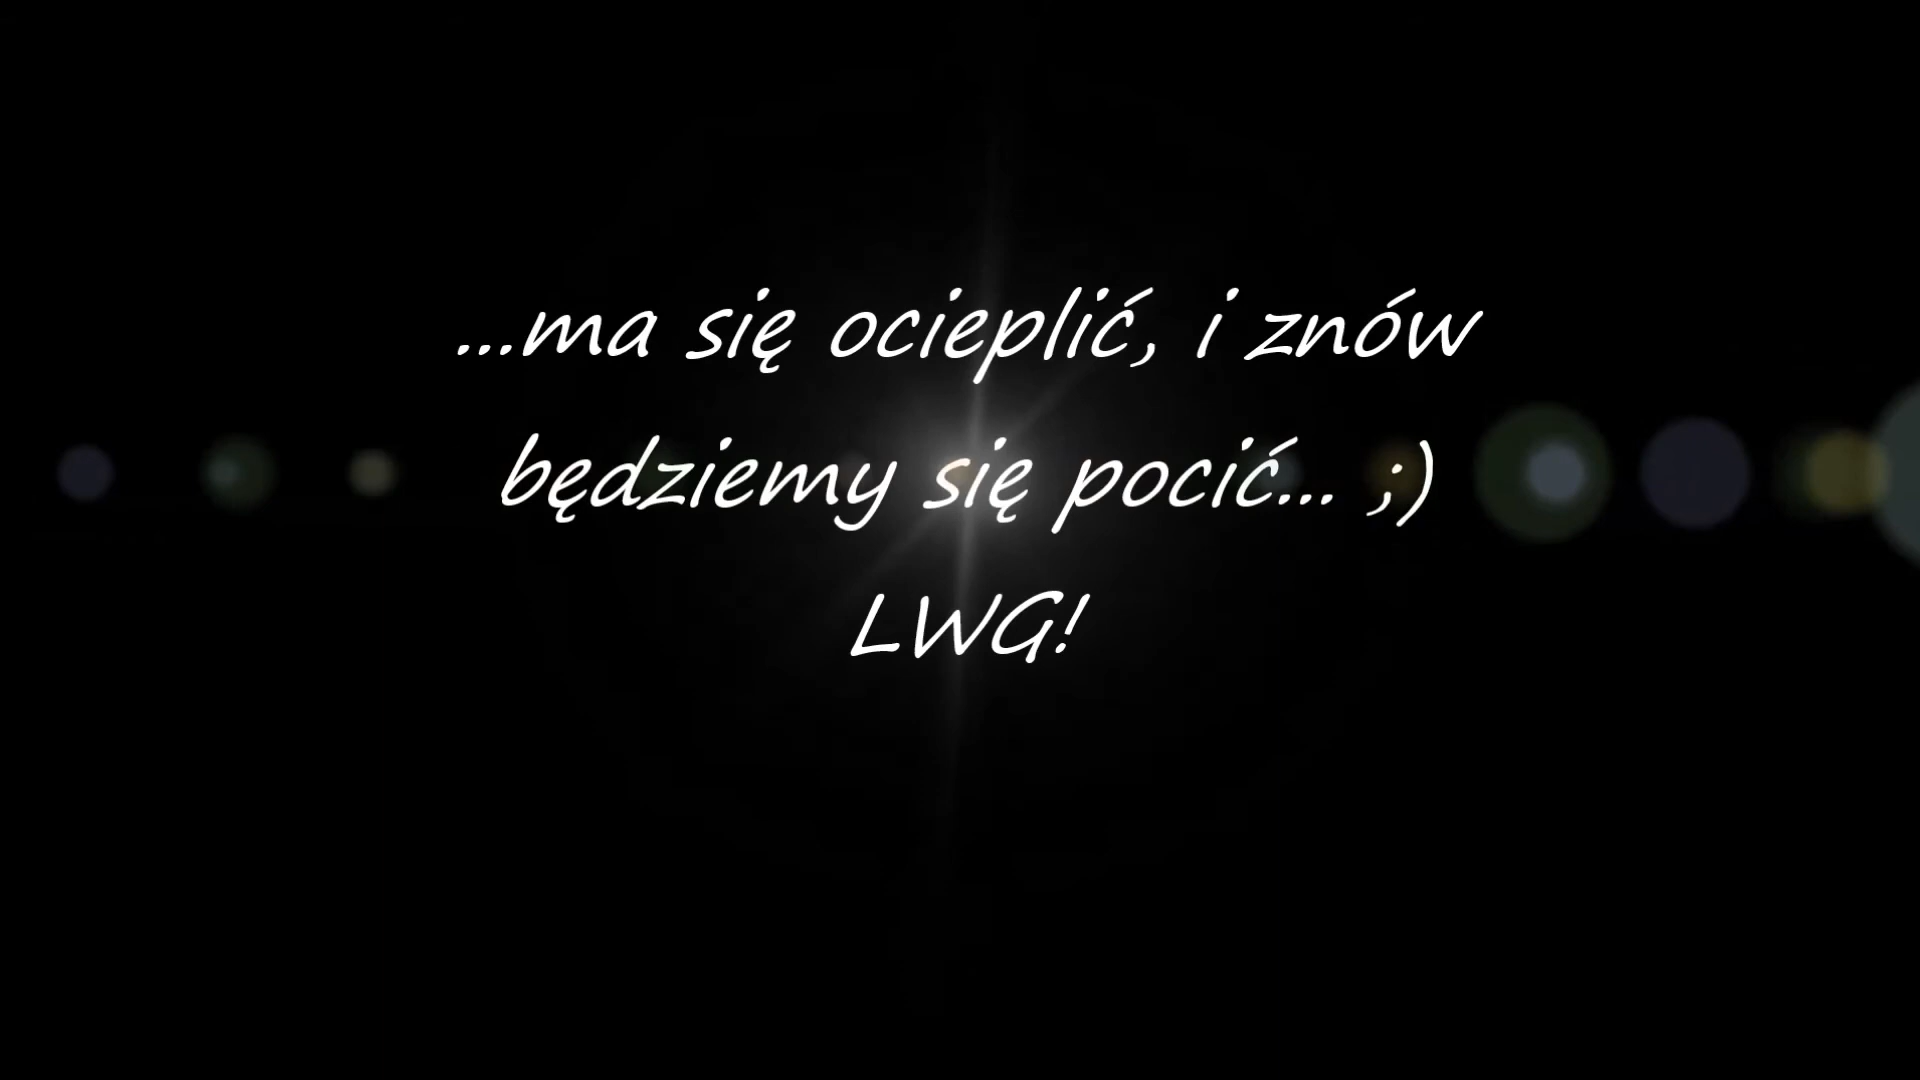 ...ma się ocieplić, i znów
będziemy się pocić... ;)
LWG!